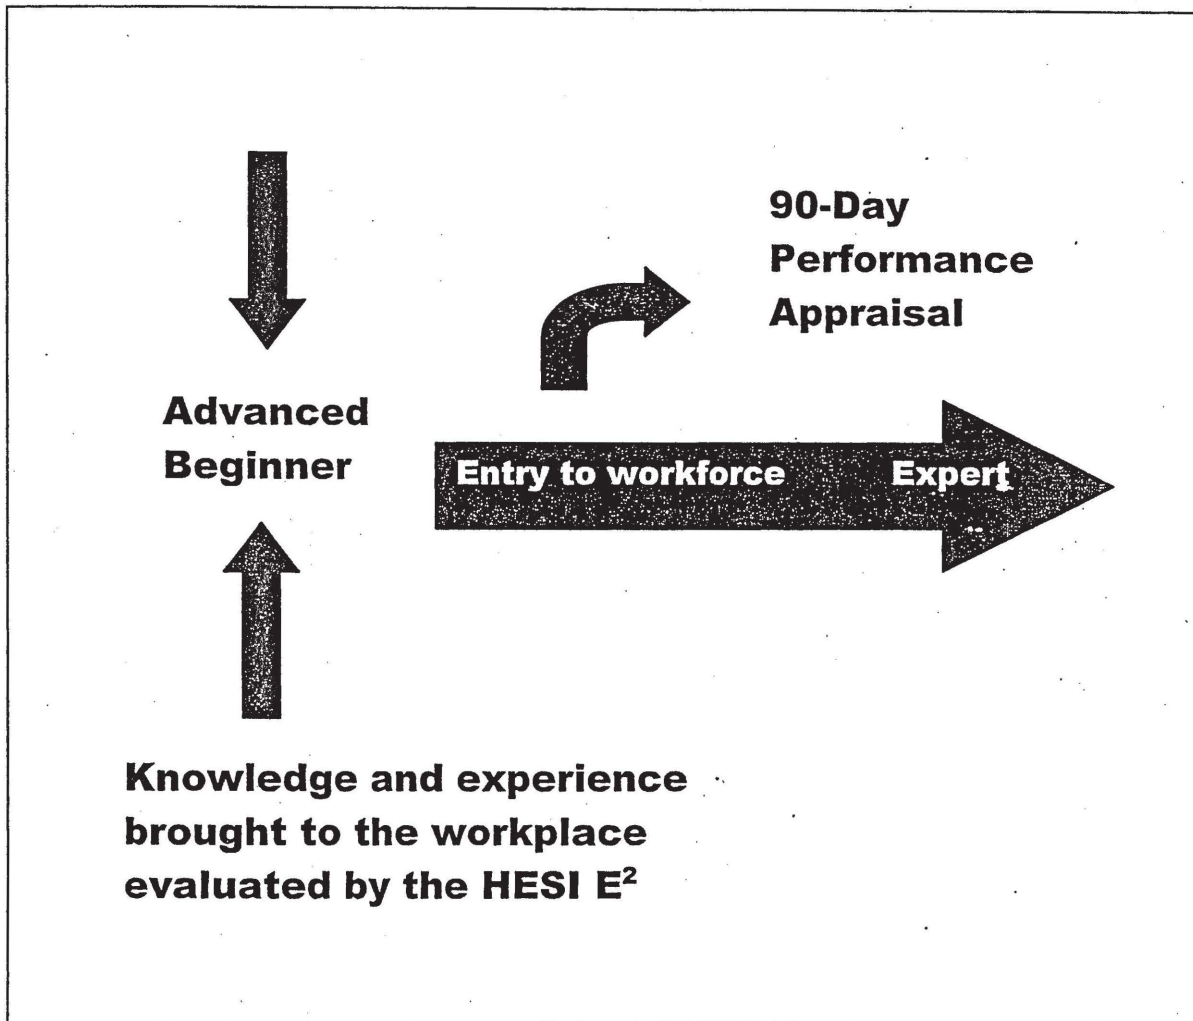 90-Day
Performance
Appraisal
Advanced
Beginner
Entry to workforce Expert
Knowledge and experience
brought to the workplace
evaluated by the HESI E²